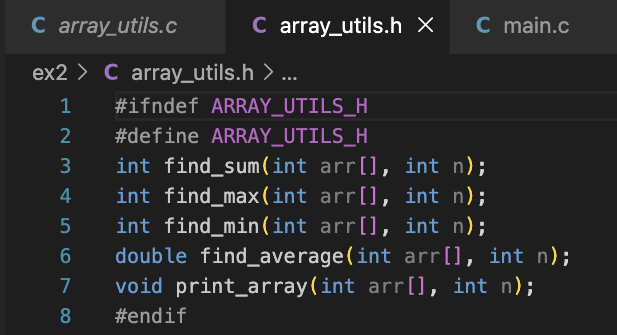 C array_utils.c C array_utils.h × C main.c
ex2 > C array_utils.h > ...
1 #ifndef ARRAY_UTILS_H
2 #define ARRAY_UTILS_H
3 int find_sum(int arr[], int n);
4 int find_max(int arr[], int n);
5 int find_min(int arr[], int n);
6 double find_average(int arr[], int n);
7 void print_array(int arr[], int n);
8 #endif